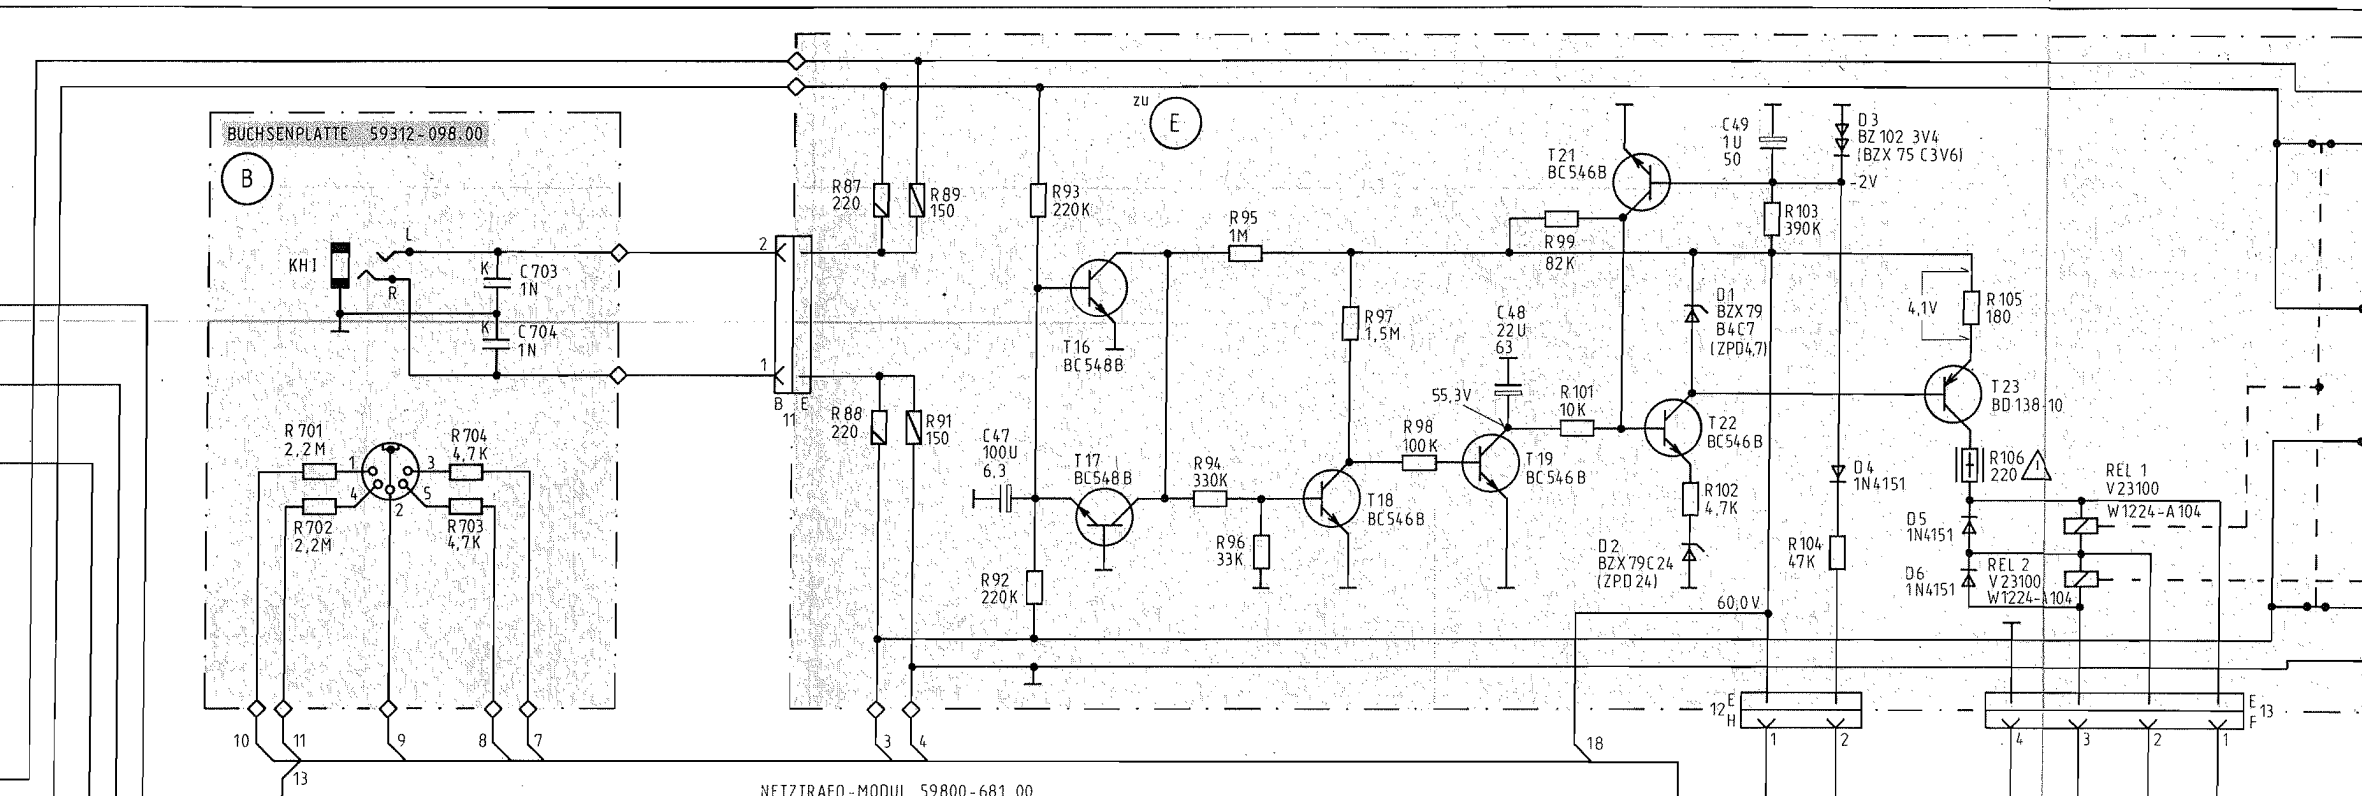 BUCHSENPLATTE 59312-098.00
B
KHI
L
R
K
C703
1N
K
C704
1N
R701
2,2M
R702
2,2M
R704
4,7K
R703
4,7K
1
4
2
3
5
10
11
13
9
8
7
2
1
B E
11
zu
E
R87
220
R89
150
R88
220
R91
150
3
4
R93
220K
T16
BC548B
C47
100U
6,3
T17
BC548B
R92
220K
R95
1M
R94
330K
R96
33K
R97
1,5M
T18
BC546B
R98
100K
T19
BC546B
C48
22U
63
55,3V
R101
10K
R99
82K
T21
BC546B
C49
1U
50
D3
BZ102 3V4
(BZX 75 C3V6)
-2V
R103
390K
D1
BZX79
B4C7
(ZPD4,7)
T22
BC546B
R102
4,7K
D2
BZX79C24
(ZPD24)
D4
1N4151
R104
47K
60,0V
4,1V
R105
180
T23
BD138-10
R106
220
!
D5
1N4151
D6
1N4151
REL 1
V23100
W1224-A104
REL 2
V23100
W1224-A104
18
12
E
H
1
2
E
F
13
4
3
2
1
NETZTRAFO-MODUL 59800-681.00